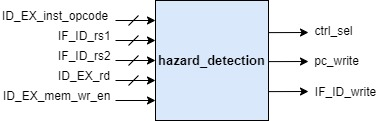 ID_EX_inst_opcode
IF_ID_rs1
IF_ID_rs2
ID_EX_rd
ID_EX_mem_wr_en
hazard_detection
ctrl_sel
pc_write
IF_ID_write